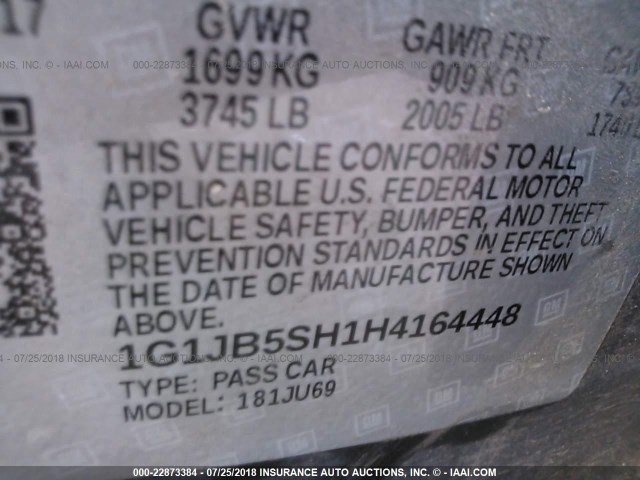 17 GVWR GAWR FRT
1699 KG 909 KG
3745 LB 2005 LB
THIS VEHICLE CONFORMS TO ALL
APPLICABLE U.S. FEDERAL MOTOR
VEHICLE SAFETY, BUMPER, AND THEFT
PREVENTION STANDARDS IN EFFECT ON
THE DATE OF MANUFACTURE SHOWN
ABOVE.
1G1JB5SH1H4164448
TYPE: PASS CAR
MODEL: 181JU69
000-22873384 - 07/25/2018 INSURANCE AUTO AUCTIONS, INC. © - IAAI.COM